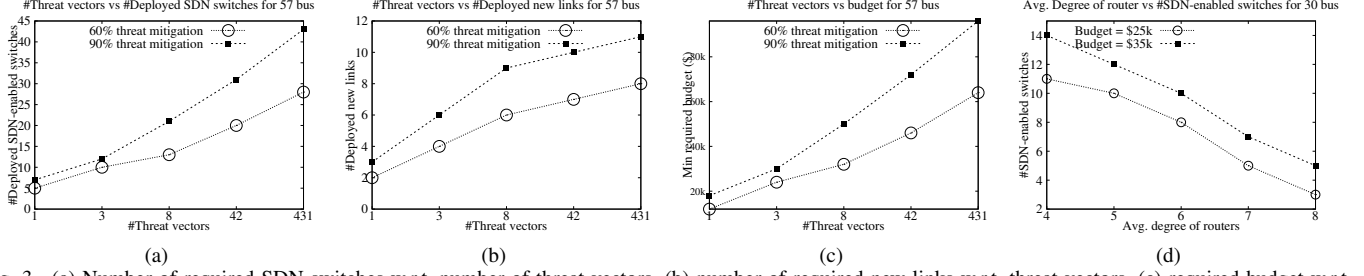 #Threat vectors vs #Deployed SDN switches for 57 bus
#Deployed SDN-enabled switches
45
40
35
30
25
20
15
10
5
0
60% threat mitigation
90% threat mitigation
1 3 8 42 431
#Threat vectors
(a)
#Threat vectors vs #Deployed new links for 57 bus
#Deployed new links
12
10
8
6
4
2
0
60% threat mitigation
90% threat mitigation
1 3 8 42 431
#Threat vectors
(b)
#Threat vectors vs budget for 57 bus
Min required budget ($)
80k
60k
40k
20k
60% threat mitigation
90% threat mitigation
1 3 8 42 431
#Threat vectors
(c)
Avg. Degree of router vs #SDN-enabled switches for 30 bus
#SDN-enabled switches
14
12
10
8
6
4
2
Budget = $25k
Budget = $35k
4 5 6 7 8
Avg. degree of routers
(d)
3. (a) Number of required SDN switches w.r.t. number of threat vectors, (b) number of required new links w.r.t. threat vectors, (c) required budget w.r.t.